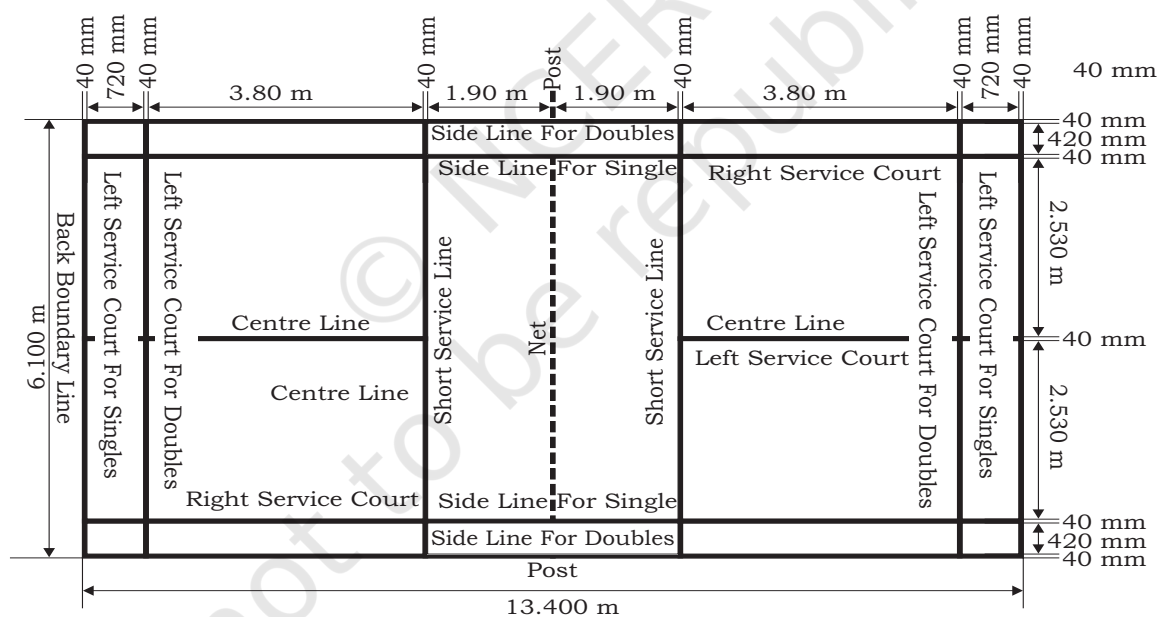 40 mm
720 mm
40 mm
40 mm
Post
40 mm
40 mm
720 mm
40 mm
40 mm
3.80 m
1.90 m
1.90 m
3.80 m
Side Line For Doubles
40 mm
420 mm
40 mm
Side Line For Single
Right Service Court
Back Boundary Line
6.100 m
Left Service Court For Singles
Left Service Court For Doubles
Short Service Line
Net
Short Service Line
Left Service Court For Doubles
Left Service Court For Singles
2.530 m
Centre Line
Centre Line
40 mm
Left Service Court
Centre Line
2.530 m
Right Service Court
Side Line For Single
40 mm
Side Line For Doubles
420 mm
40 mm
Post
13.400 m
not to be republi